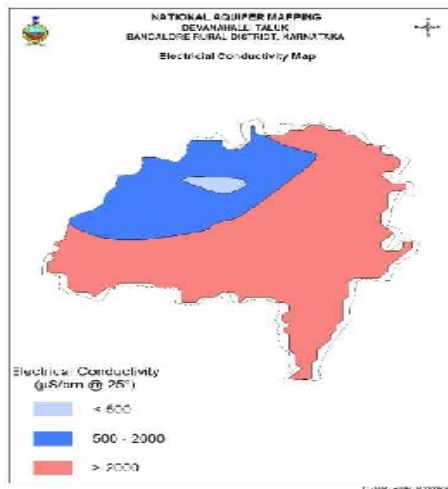 NATIONAL AQUIFER MAPPING
DEVANAHALLI TALUK
BANGALORE RURAL DISTRICT, KARNATAKA
Electricial Conductivity Map
Electrical Conductivity
(µS/cm @ 25°)
< 500
500 - 2000
> 2000